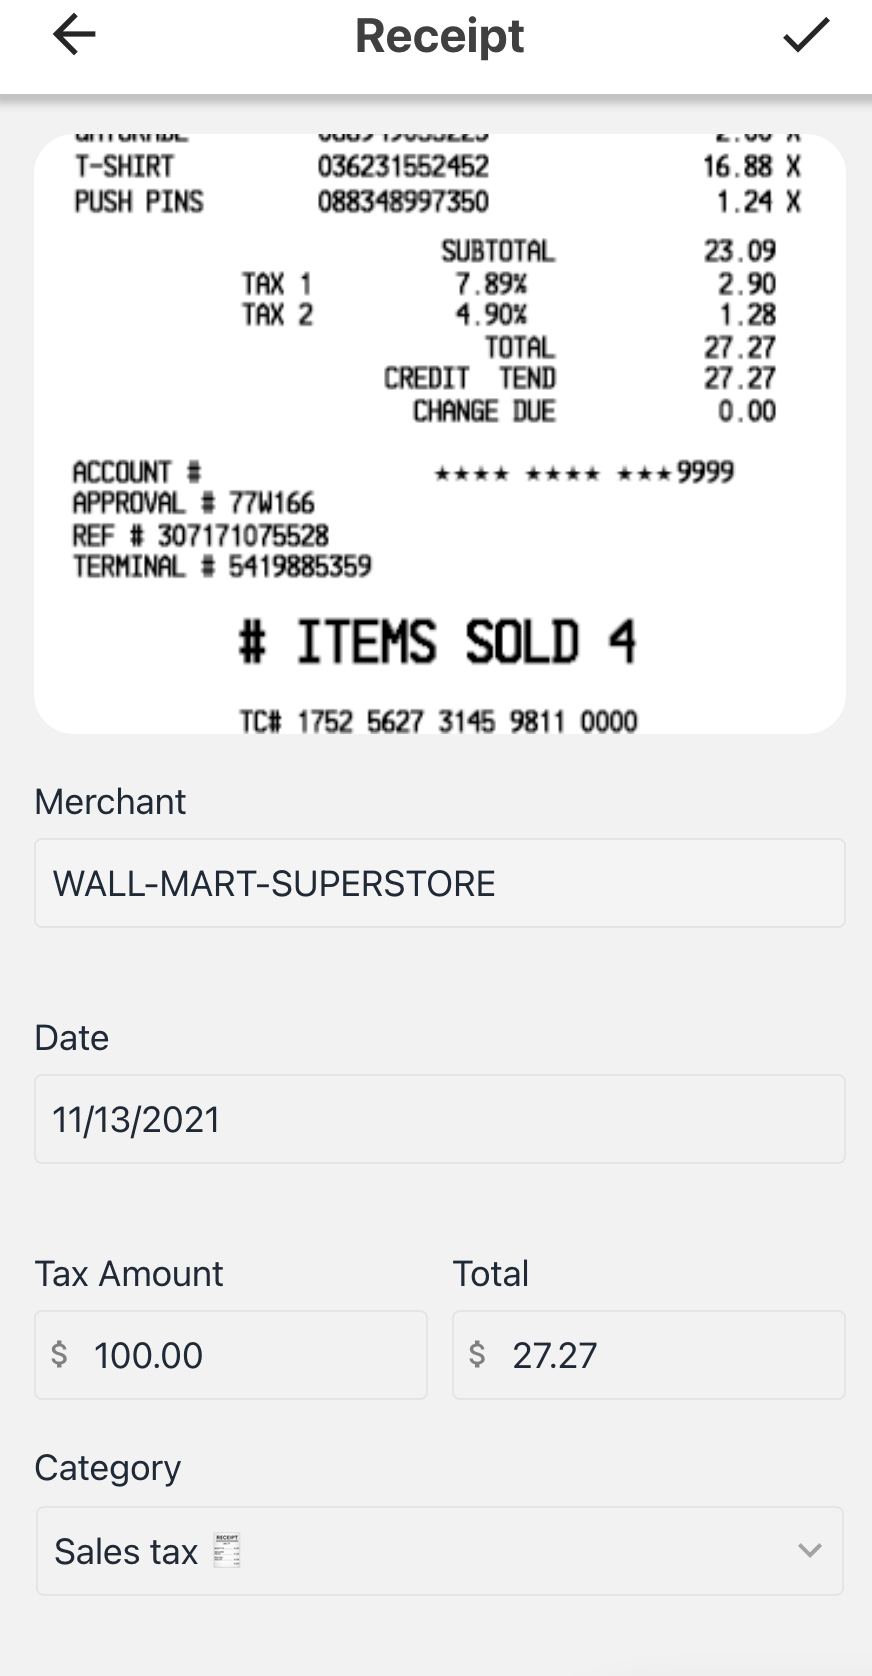 Receipt
T-SHIRT 036231552452 16.88 X
PUSH PINS 088348997350 1.24 X
SUBTOTAL 23.09
TAX 1 7.89% 2.90
TAX 2 4.90% 1.28
TOTAL 27.27
CREDIT TEND 27.27
CHANGE DUE 0.00
ACCOUNT # **** **** ***9999
APPROVAL # 77W166
REF # 307171075528
TERMINAL # 5419885359
# ITEMS SOLD 4
TC# 1752 5627 3145 9811 0000
Merchant
WALL-MART-SUPERSTORE
Date
11/13/2021
Tax Amount Total
$ 100.00 $ 27.27
Category
Sales tax